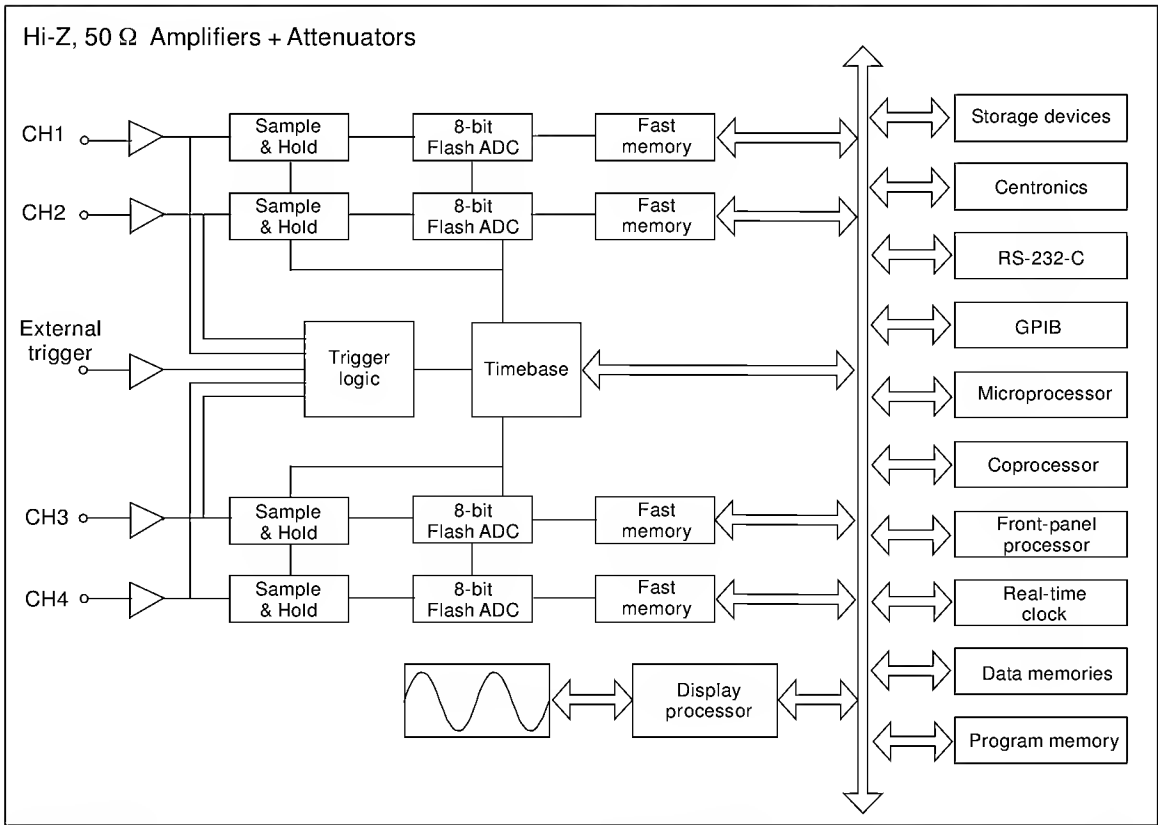 Hi-Z, 50 Ω Amplifiers + Attenuators
CH1
Sample
& Hold
8-bit
Flash ADC
Fast
memory
CH2
Sample
& Hold
8-bit
Flash ADC
Fast
memory
External
trigger
Trigger
logic
Timebase
CH3
Sample
& Hold
8-bit
Flash ADC
Fast
memory
CH4
Sample
& Hold
8-bit
Flash ADC
Fast
memory
Display
processor
Storage devices
Centronics
RS-232-C
GPIB
Microprocessor
Coprocessor
Front-panel
processor
Real-time
clock
Data memories
Program memory